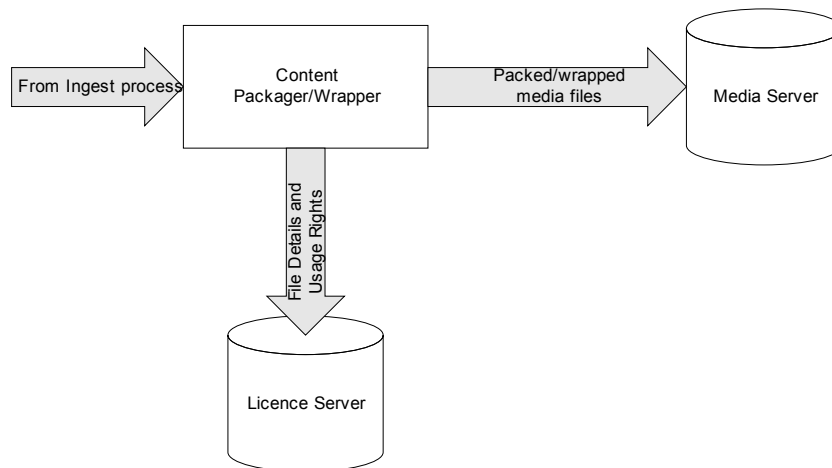 From Ingest process
Content
Packager/Wrapper
Packed/wrapped
media files
Media Server
File Details and
Usage Rights
Licence Server